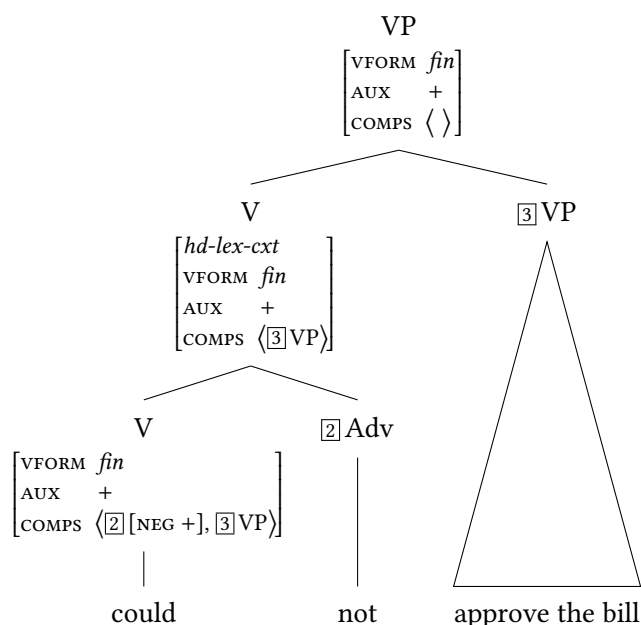 VP
[VFORM fin
AUX +
COMPS ⟨ ⟩]
V
[hd-lex-cxt
VFORM fin
AUX +
COMPS ⟨[3]VP⟩]
[3]VP
V
[VFORM fin
AUX +
COMPS ⟨[2][NEG +], [3]VP⟩]
[2]Adv
could not approve the bill